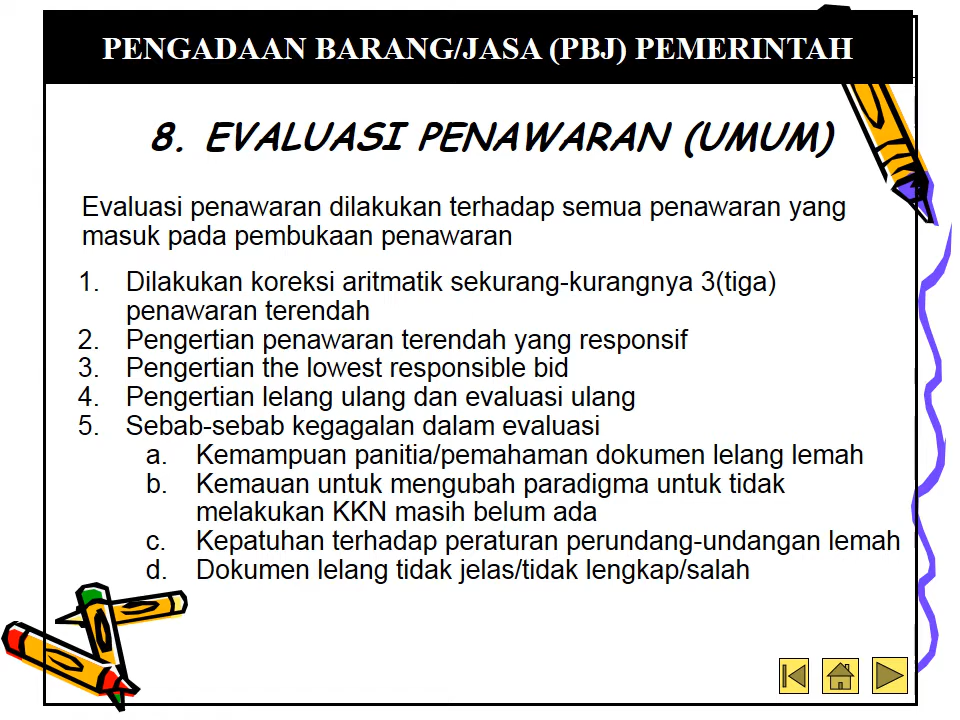 PENGADAAN BARANG/JASA (PBJ) PEMERINTAH
8. EVALUASI PENAWARAN (UMUM)
Evaluasi penawaran dilakukan terhadap semua penawaran yang
masuk pada pembukaan penawaran
1. Dilakukan koreksi aritmatik sekurang-kurangnya 3(tiga)
penawaran terendah
2. Pengertian penawaran terendah yang responsif
3. Pengertian the lowest responsible bid
4. Pengertian lelang ulang dan evaluasi ulang
5. Sebab-sebab kegagalan dalam evaluasi
a. Kemampuan panitia/pemahaman dokumen lelang lemah
b. Kemauan untuk mengubah paradigma untuk tidak
melakukan KKN masih belum ada
c. Kepatuhan terhadap peraturan perundang-undangan lemah
d. Dokumen lelang tidak jelas/tidak lengkap/salah